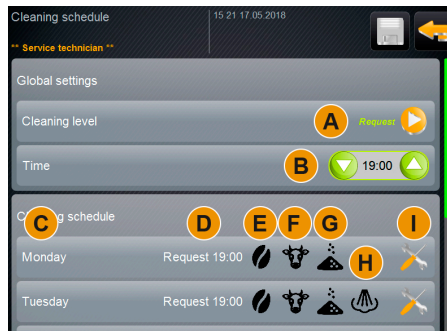 Cleaning schedule
15 21 17.05.2018
** Service technician **
Global settings
Cleaning level
A
Request
Time
B
19:00
C
D
E
F
G
I
schedule
Monday
Request 19:00
H
Tuesday
Request 19:00